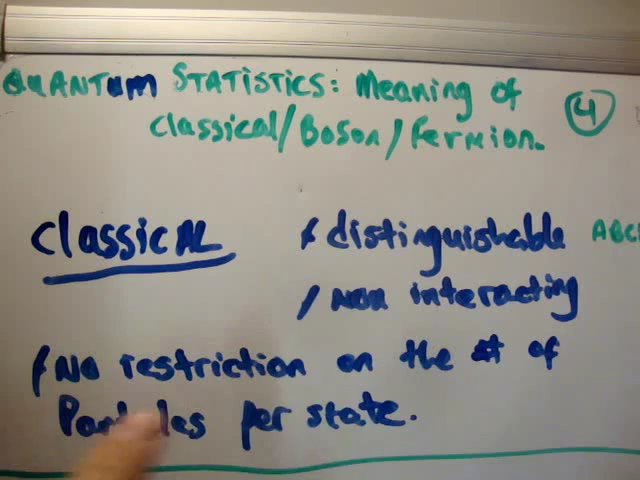 QUANTUM STATISTICS: Meaning of
Classical/Boson/Fermion.
4
Classical
/ distinguishable ABC
/ non interacting
/ No restriction on the # of
Particles per state.